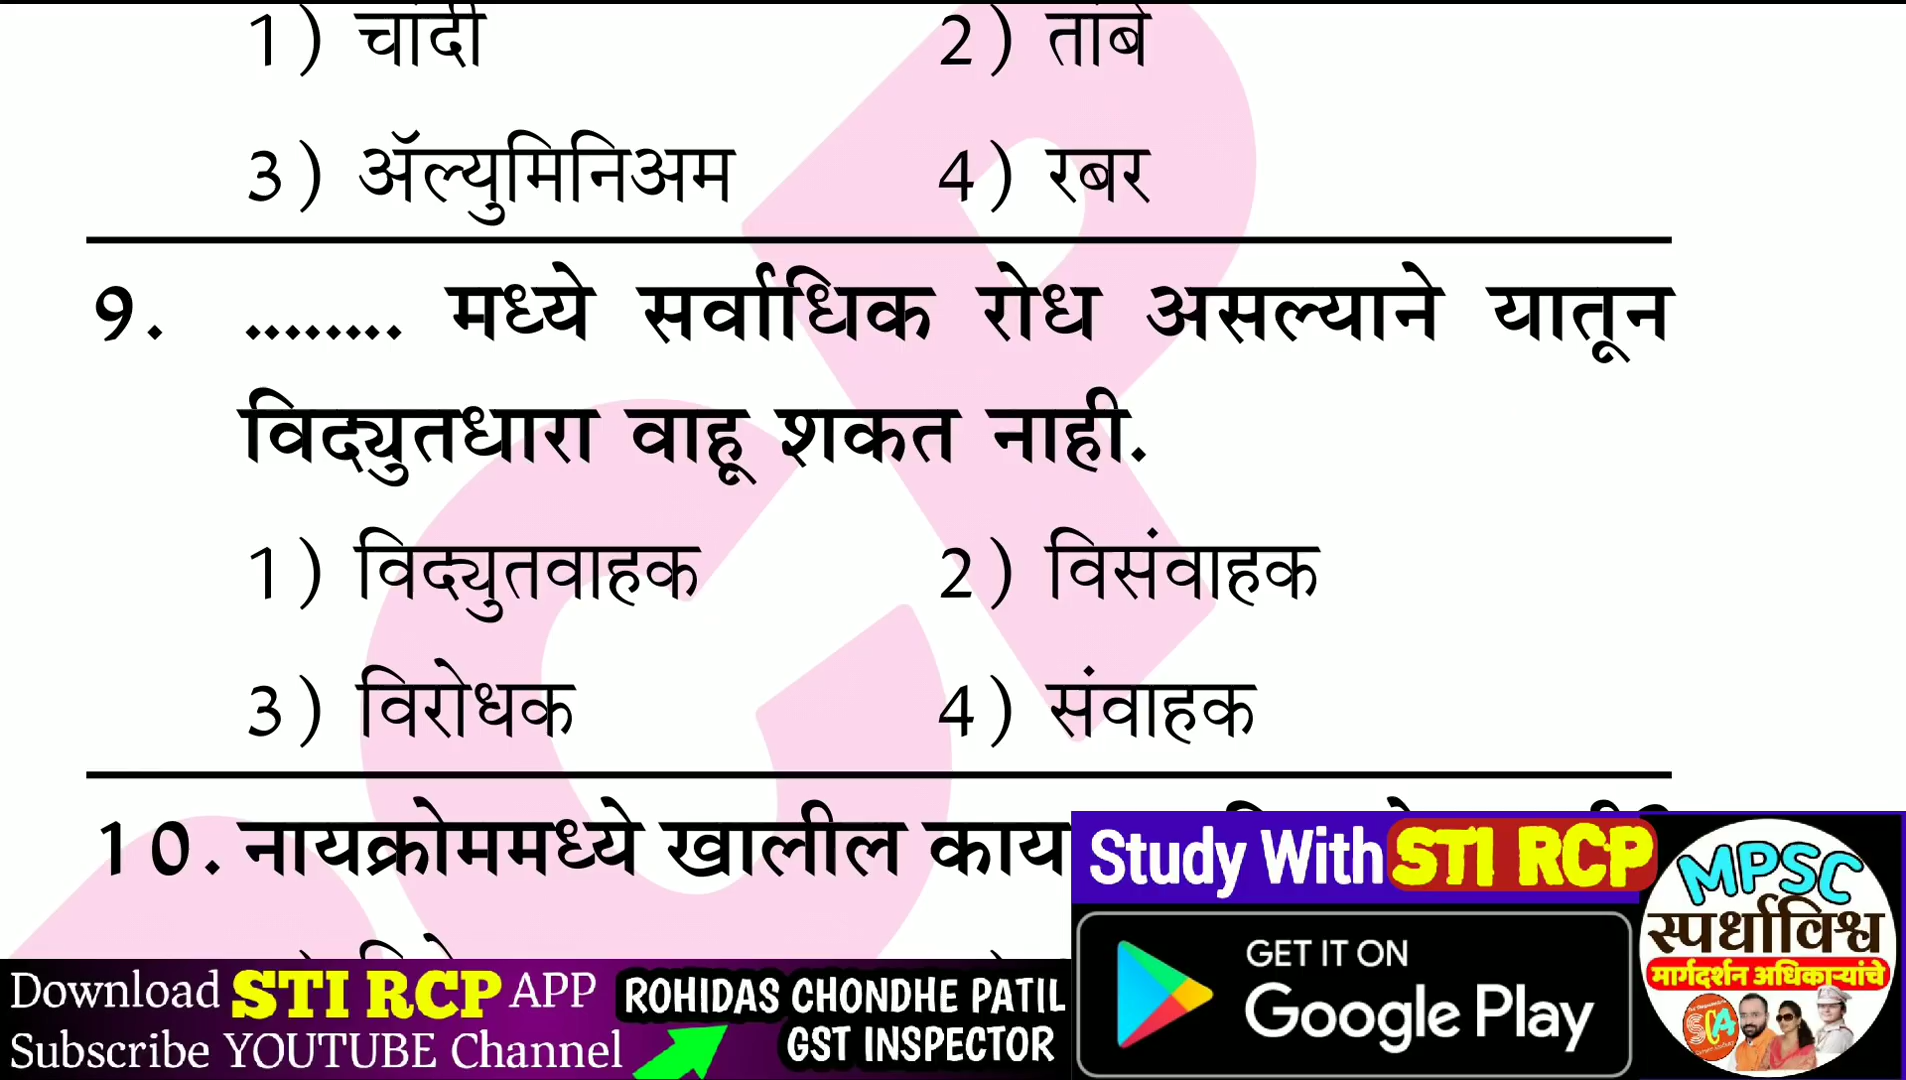 1) चांदी 2) तांबे
3) ॲल्युमिनिअम 4) रबर
9. ........ मध्ये सर्वाधिक रोध असल्याने यातून
विद्युतधारा वाहू शकत नाही.
1) विद्युतवाहक 2) विसंवाहक
3) विरोधक 4) संवाहक
10. नायक्रोममध्ये खालील काय
Study With STI RCP
GET IT ON
Google Play
MPSC
स्पर्धाविश्व
मार्गदर्शन अधिकाऱ्यांचे
Download STI RCP APP
Subscribe YOUTUBE Channel
ROHIDAS CHONDHE PATIL
GST INSPECTOR